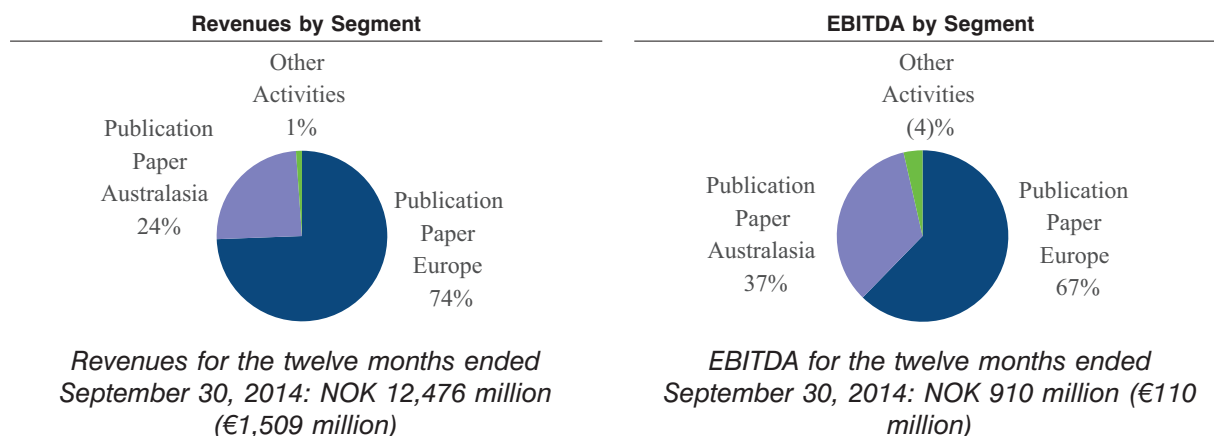 Revenues by Segment
Other
Activities
1%
Publication
Paper
Australasia
24%
Publication
Paper
Europe
74%
Revenues for the twelve months ended
September 30, 2014: NOK 12,476 million
(€1,509 million)
EBITDA by Segment
Other
Activities
(4)%
Publication
Paper
Australasia
37%
Publication
Paper
Europe
67%
EBITDA for the twelve months ended
September 30, 2014: NOK 910 million (€110
million)